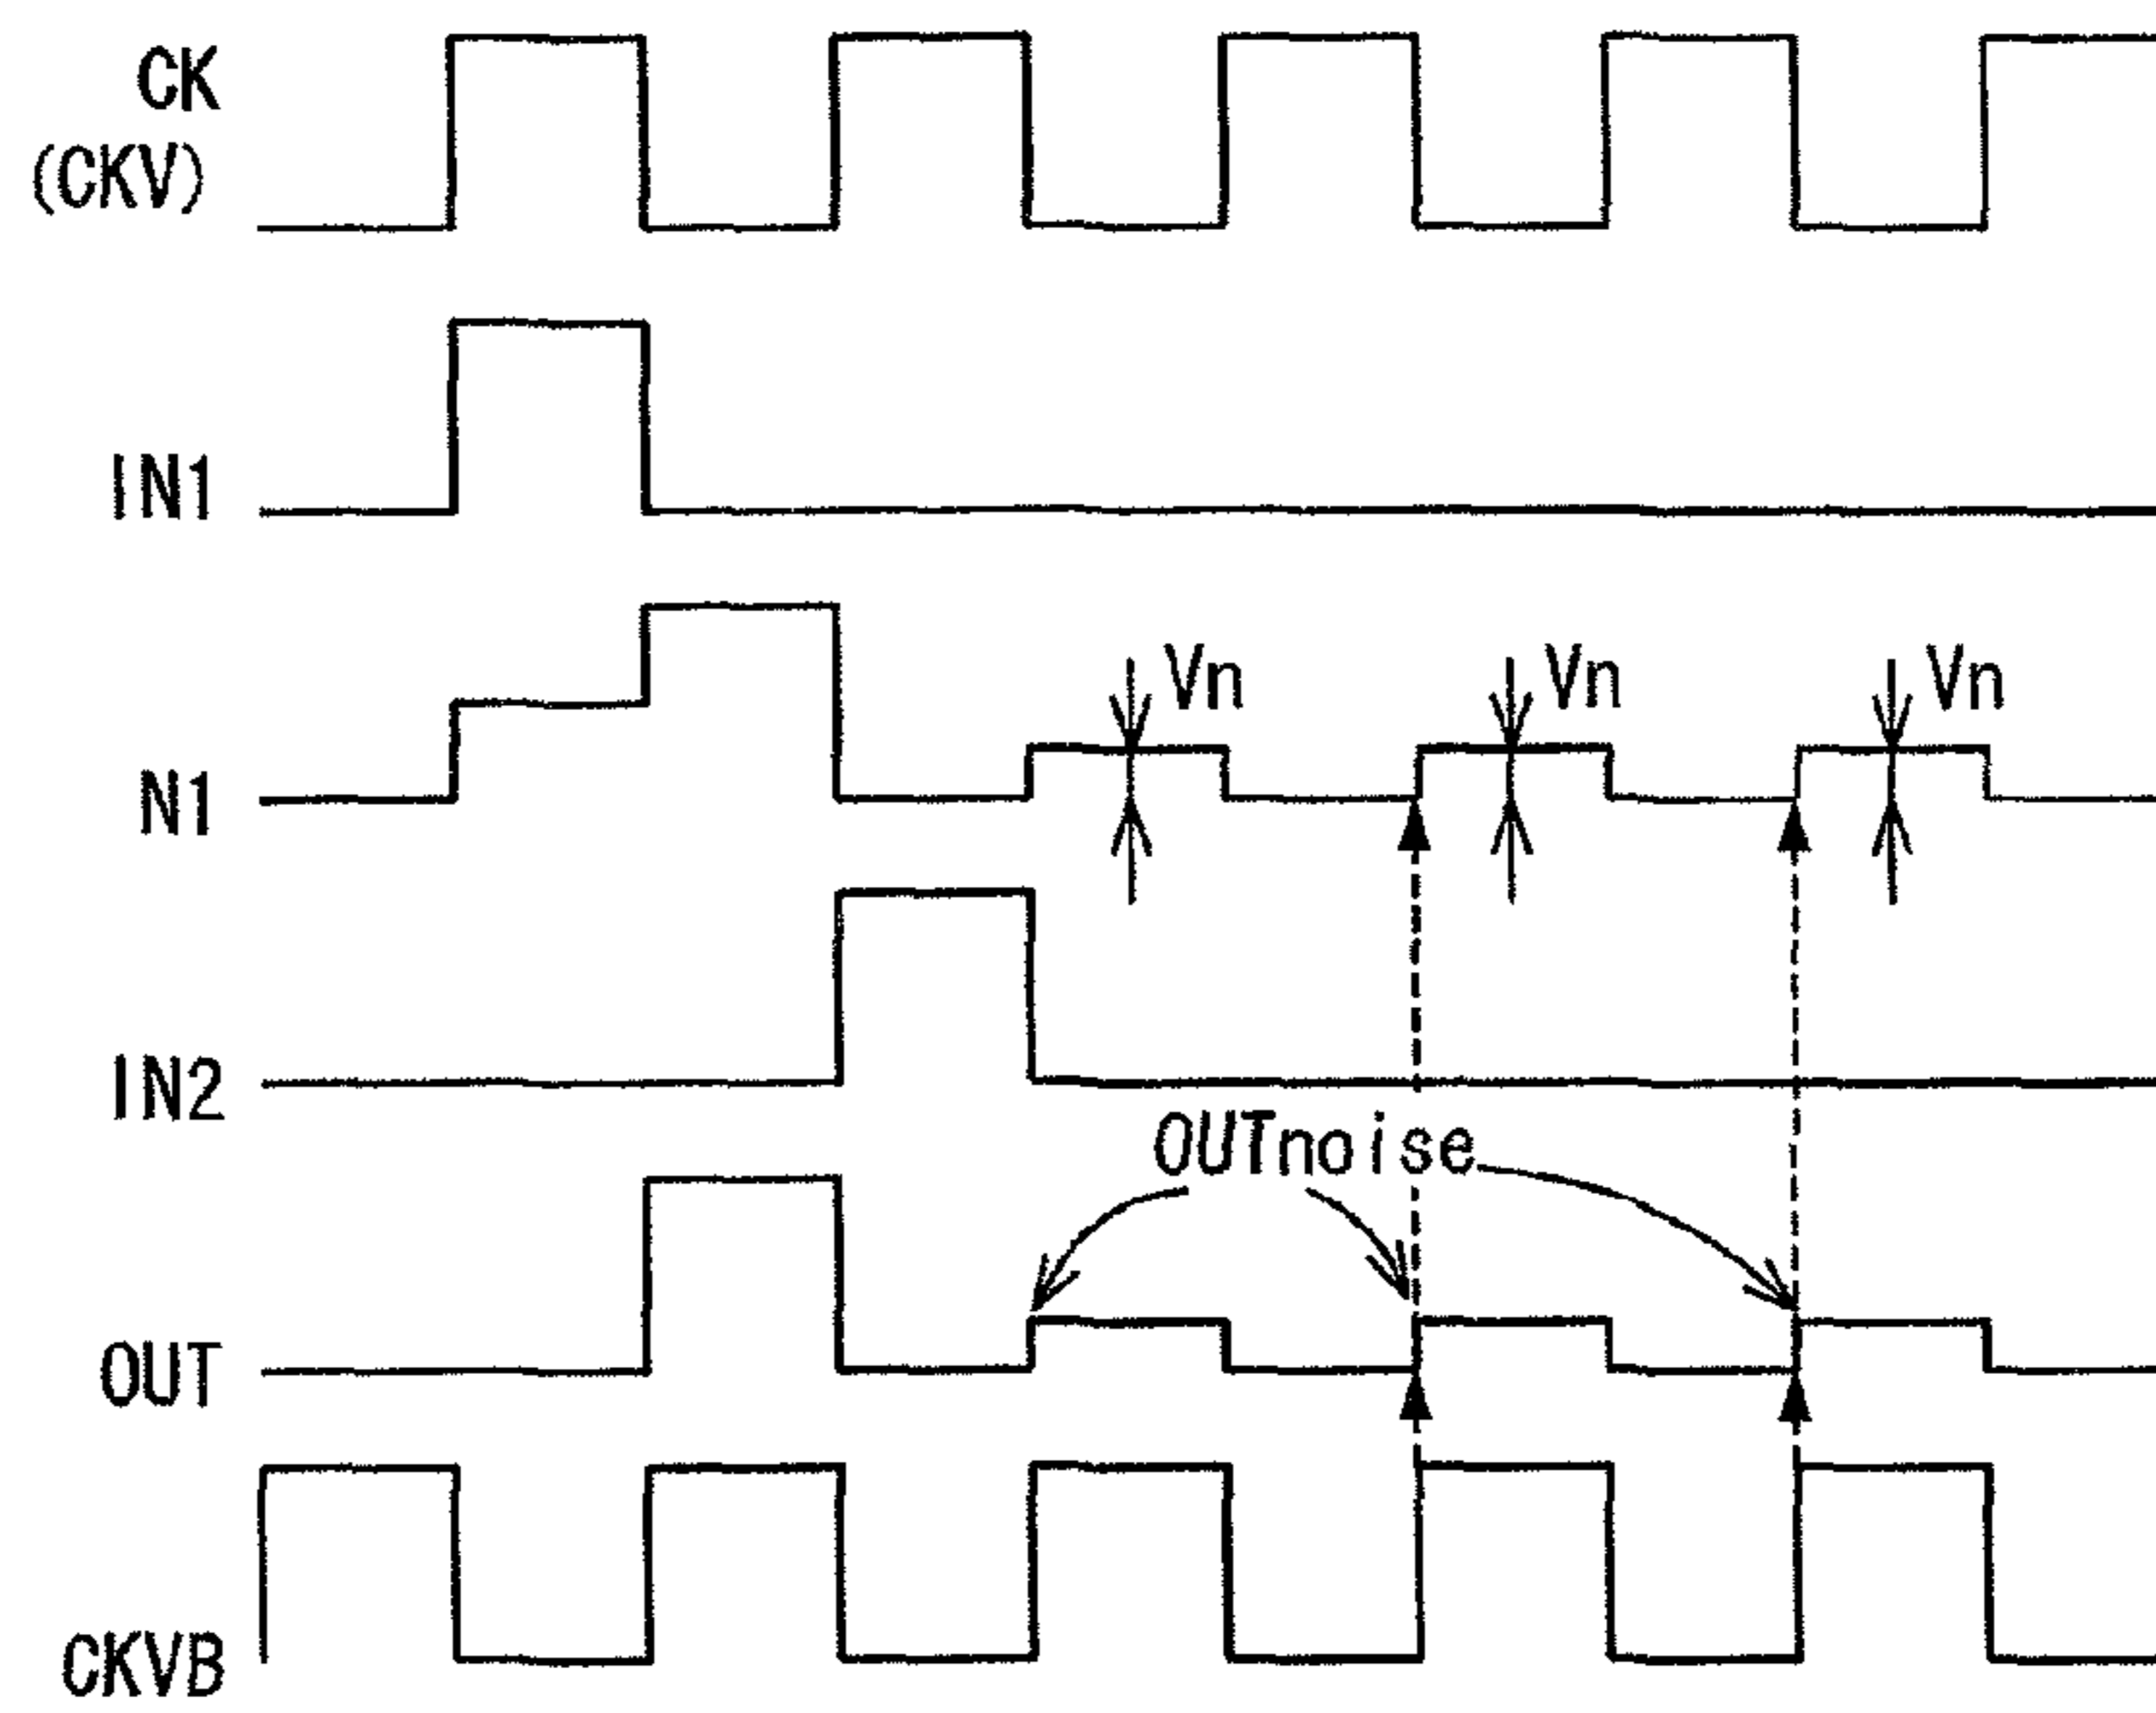 CK
(CKV)
IN1
Vn Vn Vn
N1
IN2
OUTnoise
OUT
CKVB